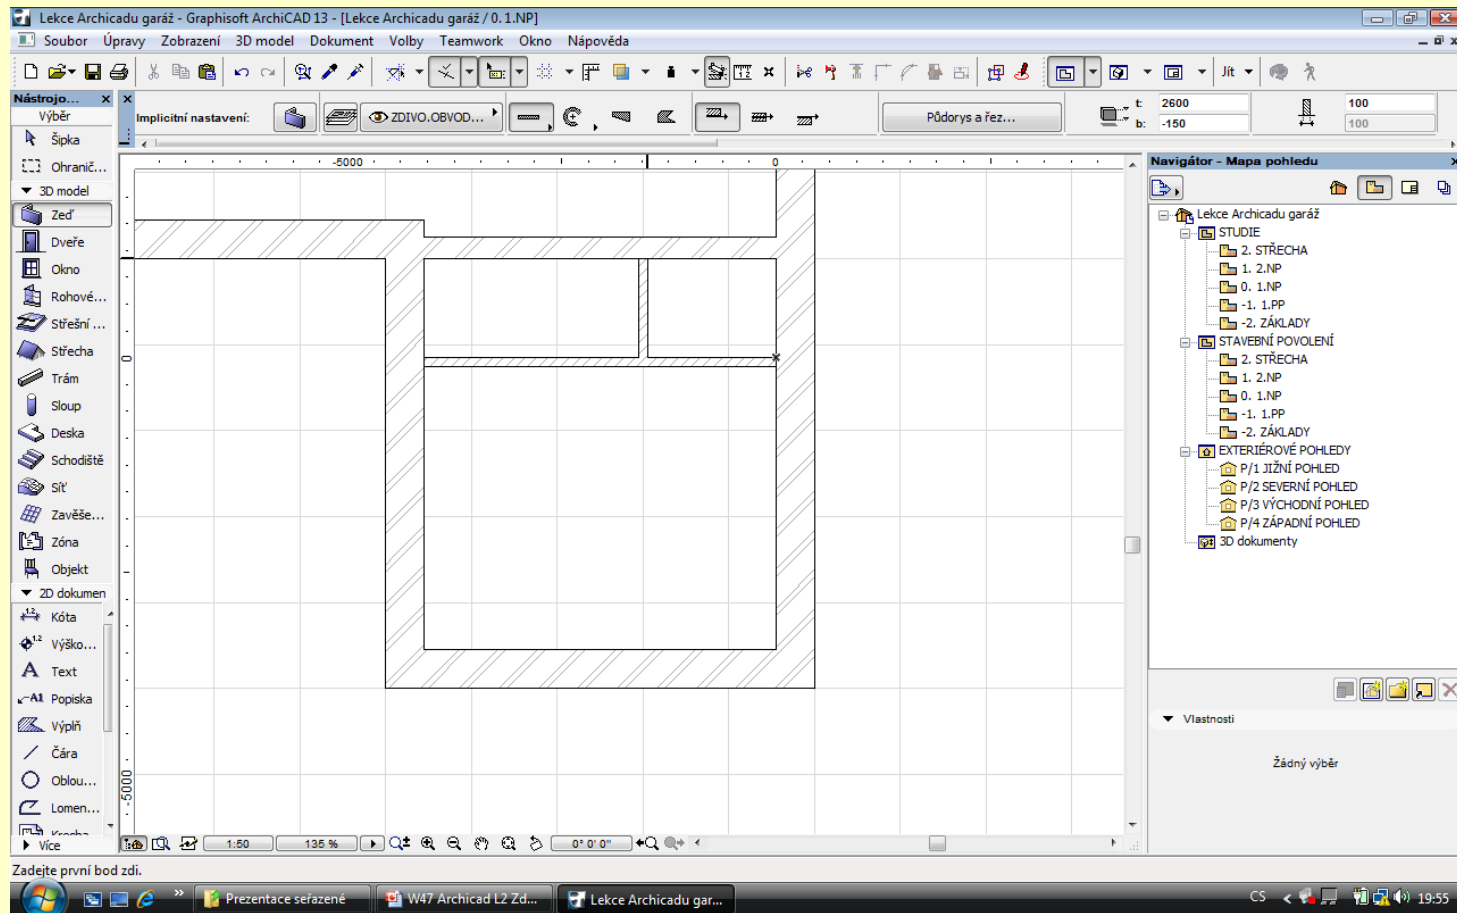 Lekce Archicadu garáž - Graphisoft ArchiCAD 13 - [Lekce Archicadu garáž / 0. 1.NP]
Soubor Úpravy Zobrazení 3D model Dokument Volby Teamwork Okno Nápověda
Jít
Nástrojo...
Výběr
Implicitní nastavení:
ZDIVO.OBVOD...
Půdorys a řez...
t: 2600
b: -150
100
100
Šipka
Ohranič...
3D model
Zeď
Dveře
Okno
Rohové...
Střešní ...
Střecha
Trám
Sloup
Deska
Schodiště
Síť
Zavěše...
Zóna
Objekt
2D dokumen
Kóta
Výško...
Text
Popiska
Výplň
Čára
Oblou...
Lomen...
Více
-5000
0
0
-5000
Navigátor - Mapa pohledu
Lekce Archicadu garáž
STUDIE
2. STŘECHA
1. 2.NP
0. 1.NP
-1. 1.PP
-2. ZÁKLADY
STAVEBNÍ POVOLENÍ
2. STŘECHA
1. 2.NP
0. 1.NP
-1. 1.PP
-2. ZÁKLADY
EXTERIÉROVÉ POHLEDY
P/1 JIŽNÍ POHLED
P/2 SEVERNÍ POHLED
P/3 VÝCHODNÍ POHLED
P/4 ZÁPADNÍ POHLED
3D dokumenty
Vlastnosti
Žádný výběr
1:50
135 %
0° 0' 0"
Zadejte první bod zdi.
Prezentace seřazené
W47 Archicad L2 Zd...
Lekce Archicadu gar...
CS
19:55